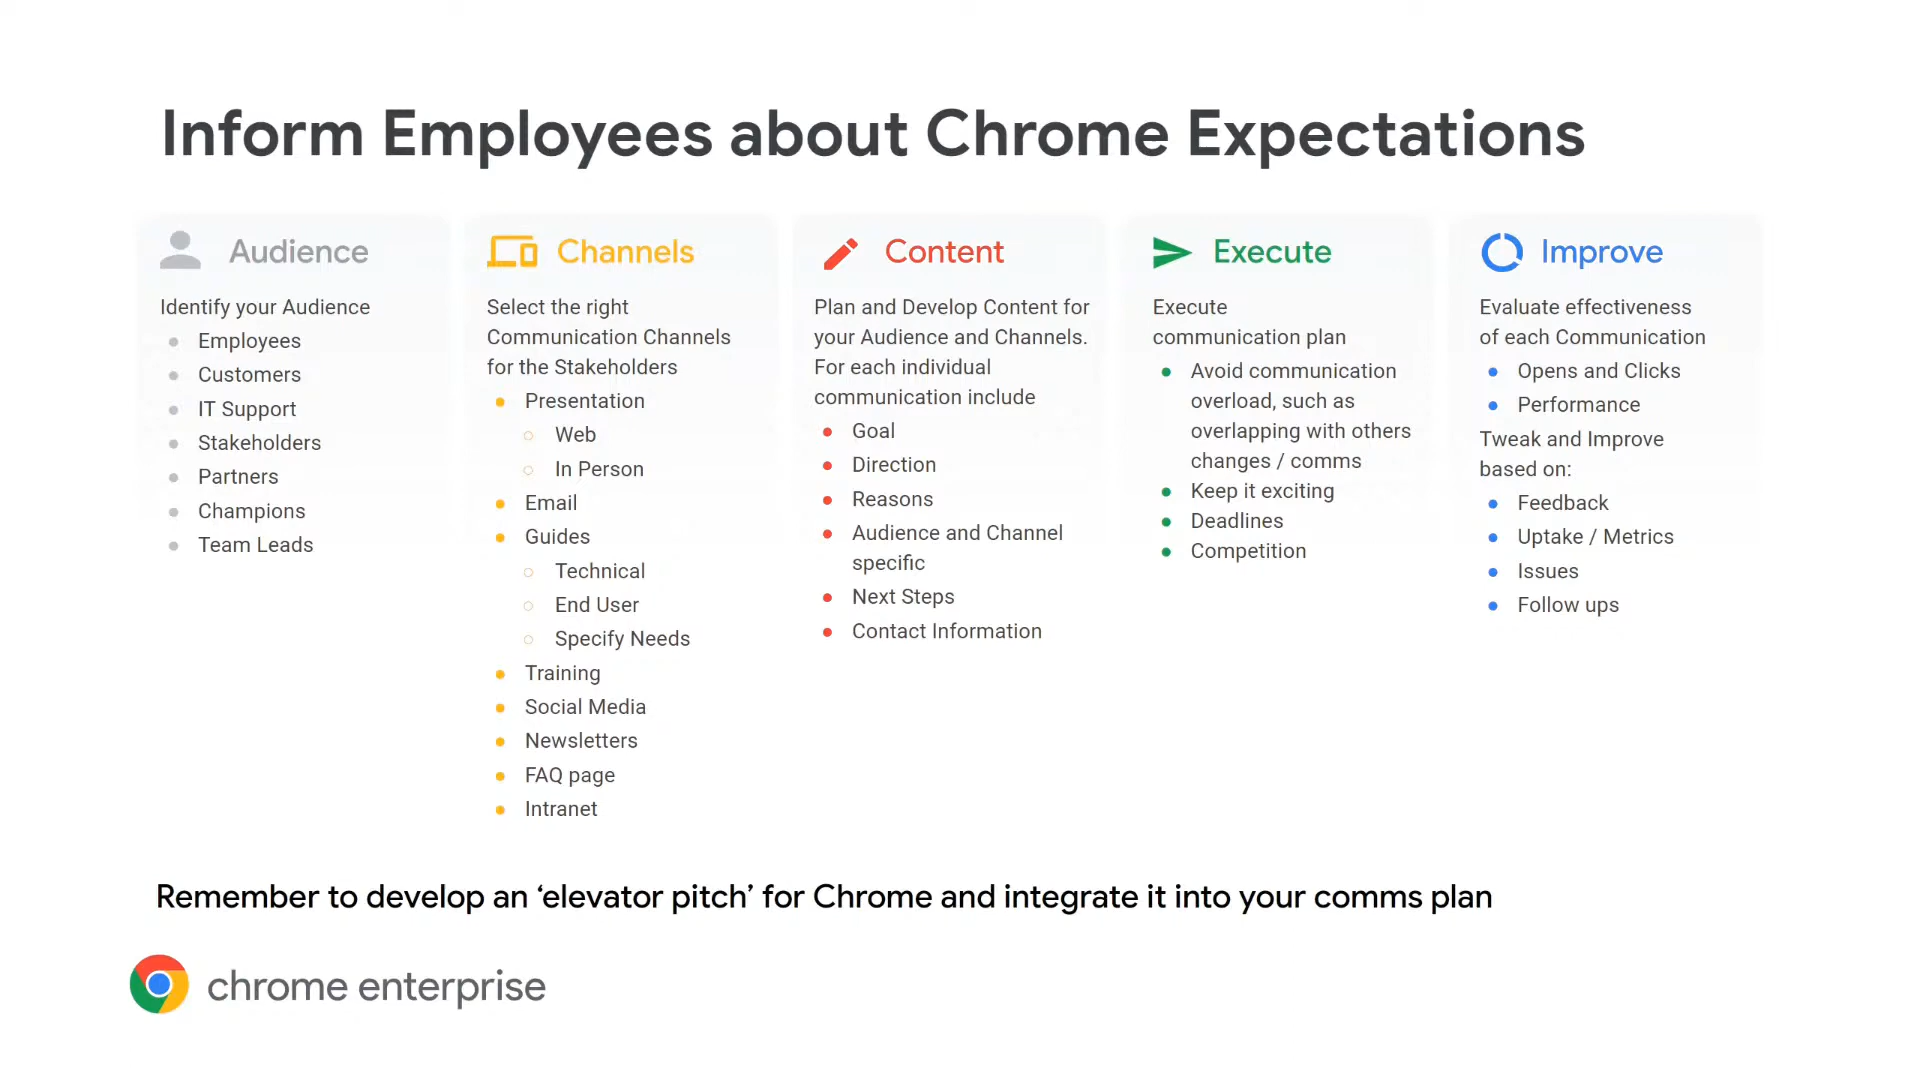 Inform Employees about Chrome Expectations
Audience
Identify your Audience
Employees
Customers
IT Support
Stakeholders
Partners
Champions
Team Leads
Channels
Select the right
Communication Channels
for the Stakeholders
Presentation
Web
In Person
Email
Guides
Technical
End User
Specify Needs
Training
Social Media
Newsletters
FAQ page
Intranet
Content
Plan and Develop Content for
your Audience and Channels.
For each individual
communication include
Goal
Direction
Reasons
Audience and Channel
specific
Next Steps
Contact Information
Execute
Execute
communication plan
Avoid communication
overload, such as
overlapping with others
changes / comms
Keep it exciting
Deadlines
Competition
Improve
Evaluate effectiveness
of each Communication
Opens and Clicks
Performance
Tweak and Improve
based on:
Feedback
Uptake / Metrics
Issues
Follow ups
Remember to develop an ‘elevator pitch’ for Chrome and integrate it into your comms plan
chrome enterprise